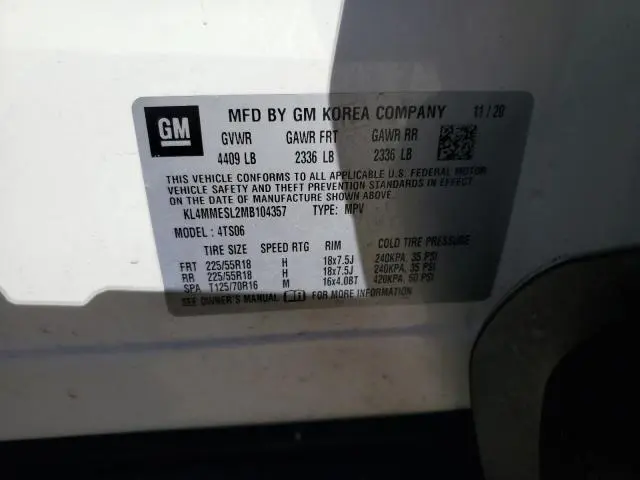 GM MFD BY GM KOREA COMPANY 11/20
GVWR GAWR FRT GAWR RR
4409 LB 2336 LB 2336 LB
THIS VEHICLE CONFORMS TO ALL APPLICABLE U.S. FEDERAL MOTOR
VEHICLE SAFETY AND THEFT PREVENTION STANDARDS IN EFFECT
ON THE DATE OF MANUFACTURE SHOWN ABOVE.
KL4MMESL2MB104357 TYPE: MPV
MODEL: 4TS06
TIRE SIZE SPEED RTG RIM COLD TIRE PRESSURE
FRT 225/55R18 H 18x7.5J 240KPA, 35 PSI
RR 225/55R18 H 18x7.5J 240KPA, 35 PSI
SPA T125/70R16 M 16x4.0BT 420KPA, 60 PSI
SEE OWNER'S MANUAL FOR MORE INFORMATION